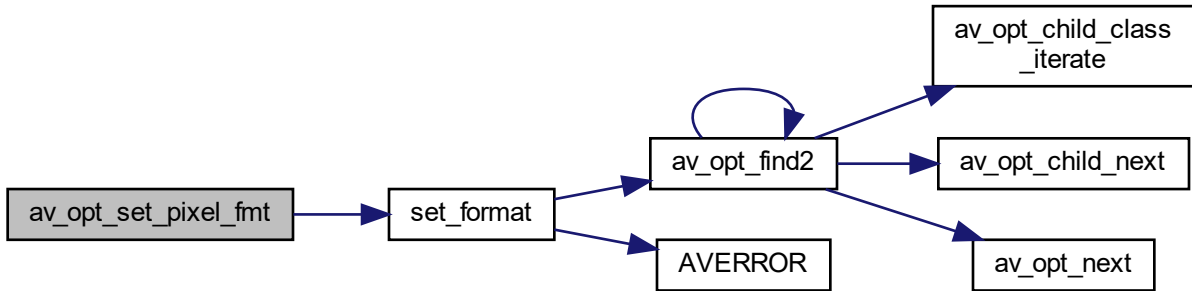 av_opt_set_pixel_fmt
set_format
av_opt_find2
AVERROR
av_opt_child_class
_iterate
av_opt_child_next
av_opt_next